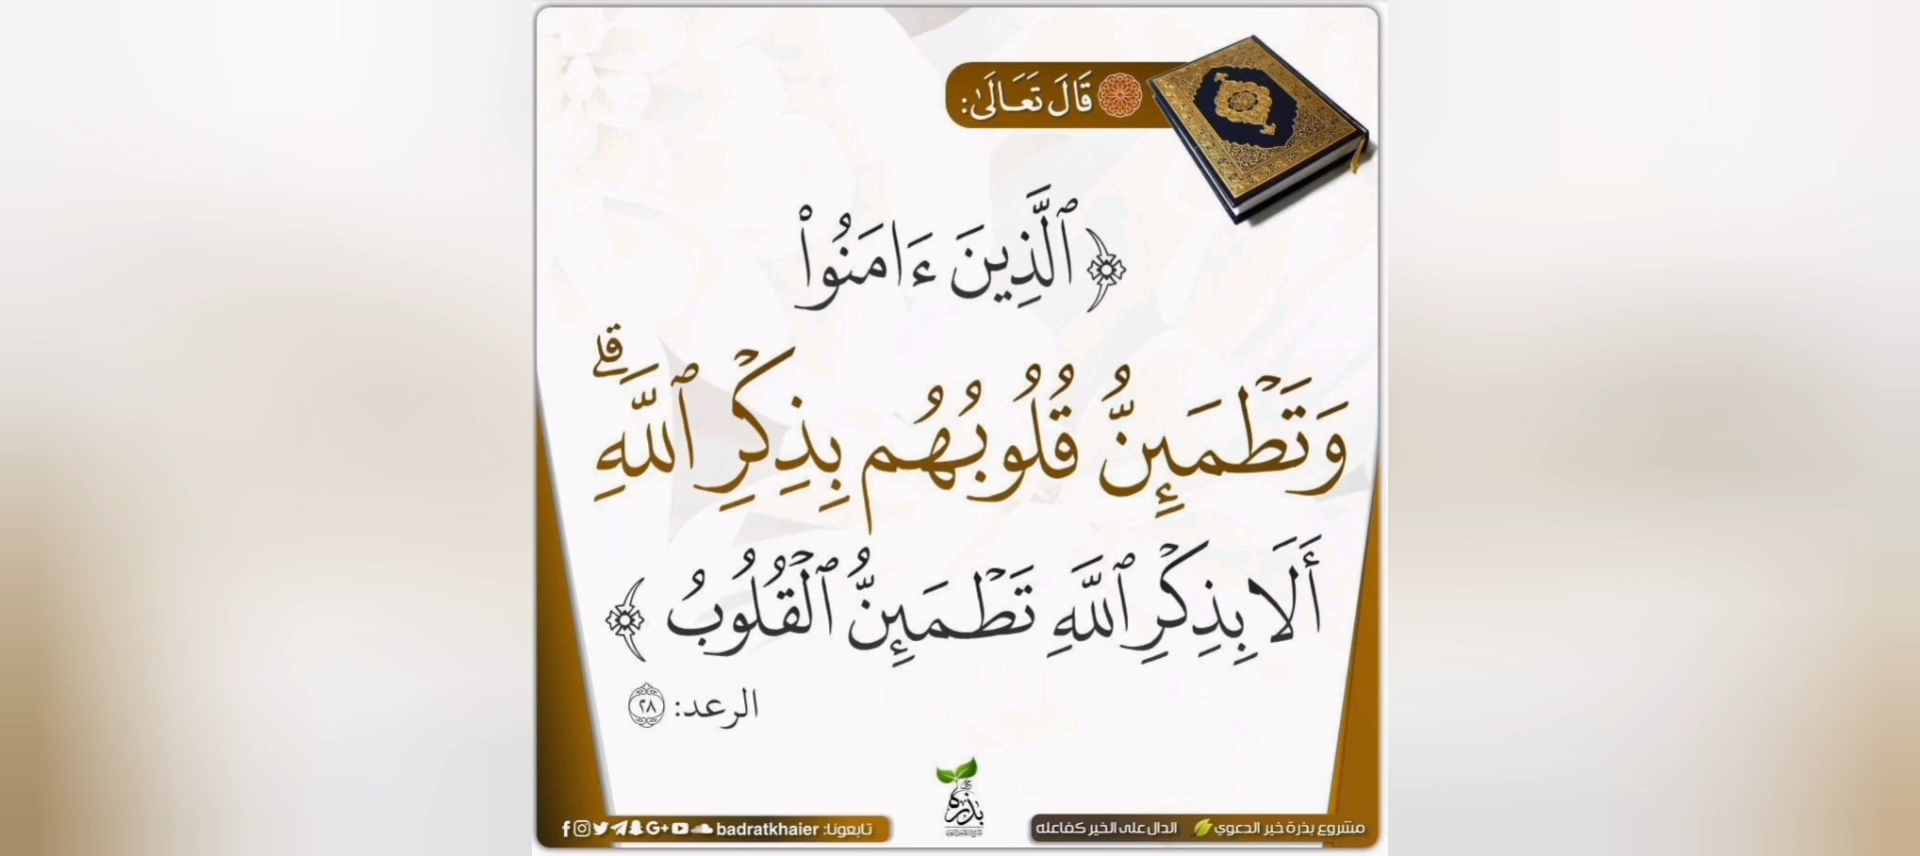 قَالَ تَعَالَىٰ:
﴿ٱلَّذِينَ ءَامَنُوا۟
وَتَطْمَئِنُّ قُلُوبُهُم بِذِكْرِ ٱللَّهِ ۗ
أَلَا بِذِكْرِ ٱللَّهِ تَطْمَئِنُّ ٱلْقُلُوبُ﴾
الرعد: ٢٨
بذرة
مشروع بذرة خير الدعوي الدال على الخير كفاعله
تابعونا: badratkhaier